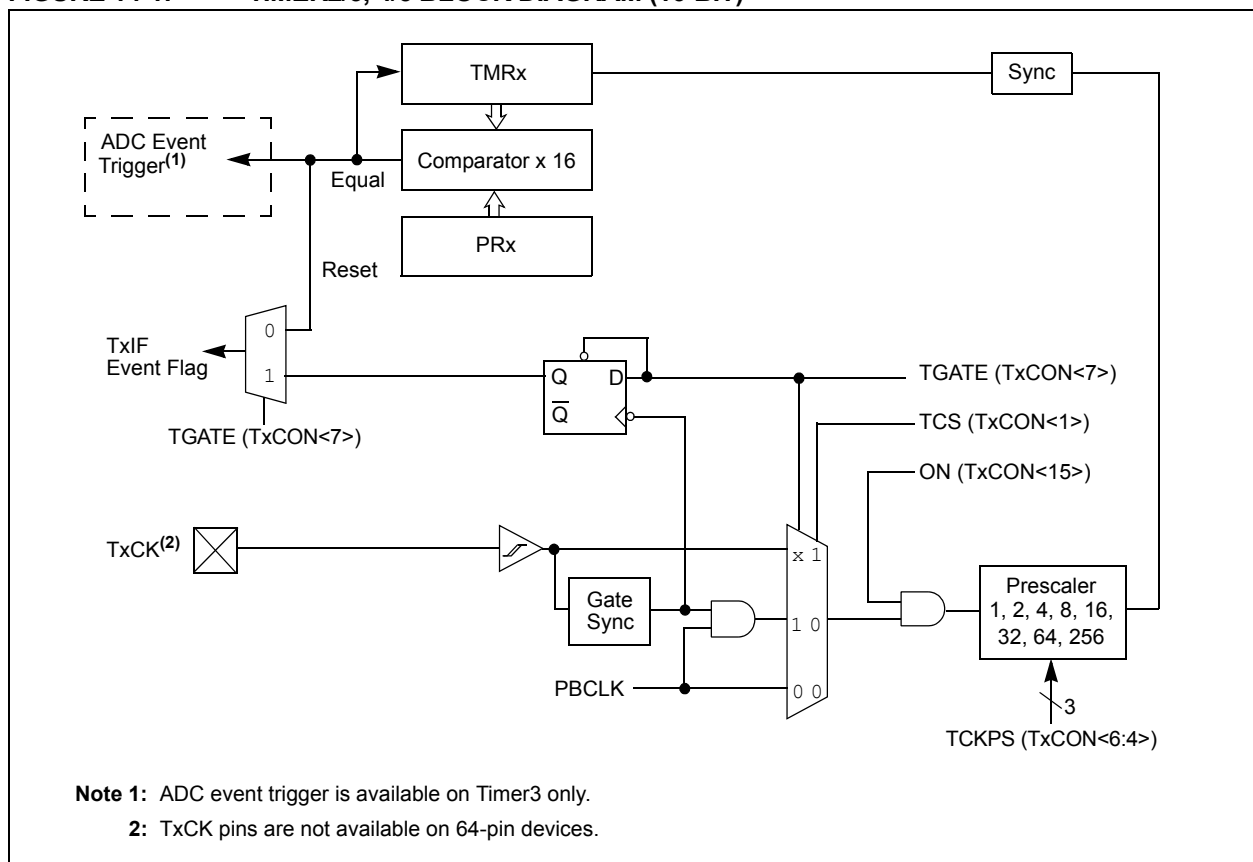 TMRx
Sync
ADC Event
Trigger(1)
Comparator x 16
Equal
PRx
Reset
0
TxIF
Event Flag
1
Q D
Q
TGATE (TxCON<7>)
TGATE (TxCON<7>)
TCS (TxCON<1>)
ON (TxCON<15>)
TxCK(2)
x 1
Gate
Sync
1 0
Prescaler
1, 2, 4, 8, 16,
32, 64, 256
PBCLK
0 0
3
TCKPS (TxCON<6:4>)
Note 1: ADC event trigger is available on Timer3 only.
2: TxCK pins are not available on 64-pin devices.